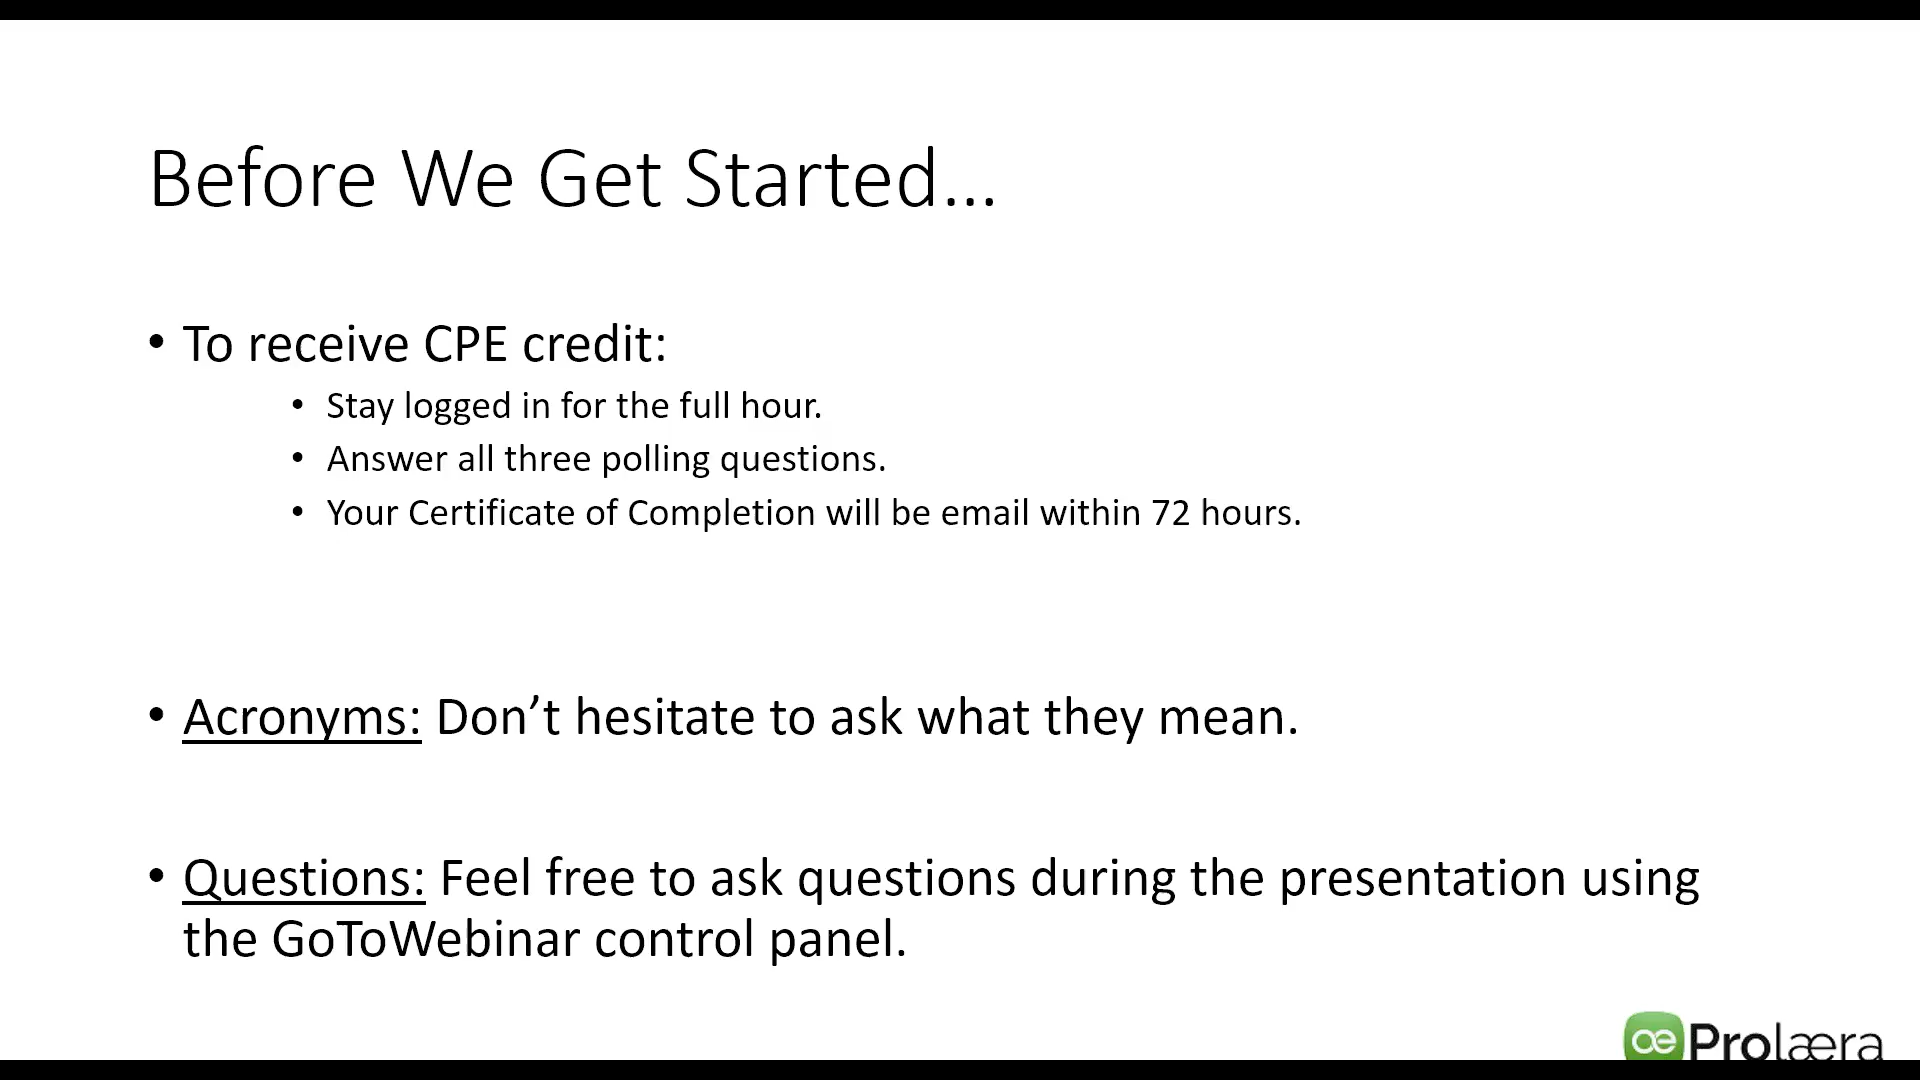 Before We Get Started...
• To receive CPE credit:
• Stay logged in for the full hour.
• Answer all three polling questions.
• Your Certificate of Completion will be email within 72 hours.
• Acronyms: Don’t hesitate to ask what they mean.
• Questions: Feel free to ask questions during the presentation using
the GoToWebinar control panel.
æ Prolæra